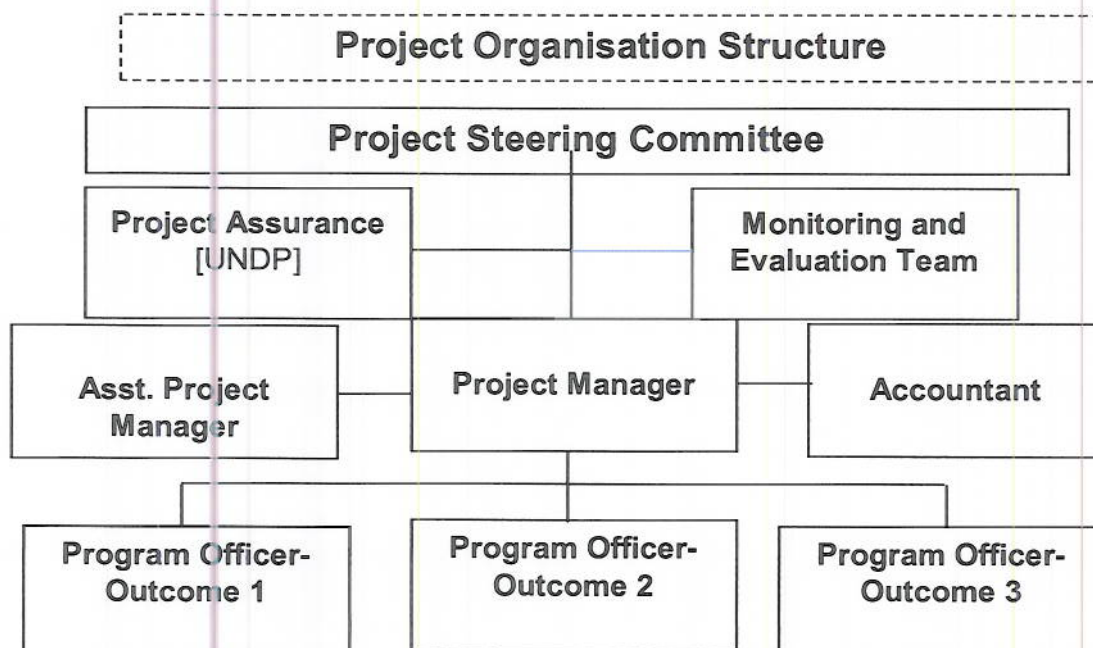 Project Organisation Structure
Project Steering Committee
Project Assurance
[UNDP]
Monitoring and
Evaluation Team
Asst. Project
Manager
Project Manager
Accountant
Program Officer-
Outcome 1
Program Officer-
Outcome 2
Program Officer-
Outcome 3